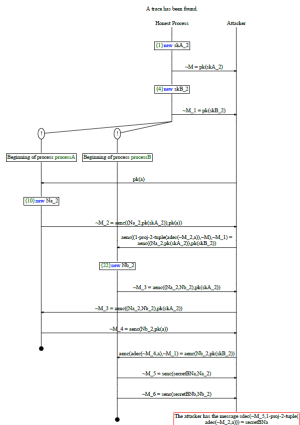 A trace has been found.
Honest Process Attacker
{1}new skA_2
~M = pk(skA_2)
{4}new skB_2
~M_1 = pk(skB_2)
! !
Beginning of process processA Beginning of process processB
pk(a)
{10}new Na_2
~M_2 = aenc((Na_2,pk(skA_2)),pk(a))
aenc((1-proj-2-tuple(adec(~M_2,a)),~M),~M_1) =
aenc((Na_2,pk(skA_2)),pk(skB_2))
{22}new Nb_2
~M_3 = aenc((Na_2,Nb_2),pk(skA_2))
~M_3 = aenc((Na_2,Nb_2),pk(skA_2))
~M_4 = aenc(Nb_2,pk(a))
aenc(adec(~M_4,a),~M_1) = aenc(Nb_2,pk(skB_2))
~M_5 = senc(secretBNa,Na_2)
~M_6 = senc(secretBNb,Nb_2)
The attacker has the message sdec(~M_5,1-proj-2-tuple(
adec(~M_2,a))) = secretBNa